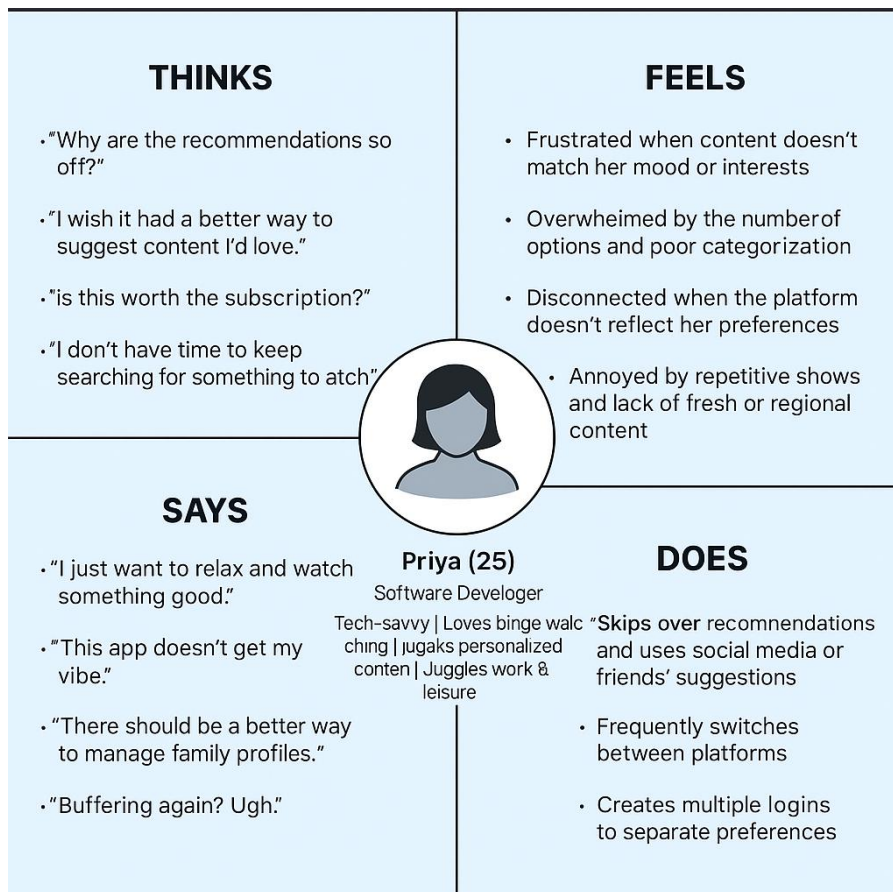 THINKS
• "Why are the recommendations so
off?"
• "I wish it had a better way to
suggest content I'd love."
• "is this worth the subscription?"
• "I don't have time to keep
searching for something to atch"
FEELS
• Frustrated when content doesn't
match her mood or interests
• Overwheimed by the numberof
options and poor categorization
• Disconnected when the platform
doesn't reflect her preferences
• Annoyed by repetitive shows
and lack of fresh or regional
content
SAYS
• "I just want to relax and watch
something good."
• "This app doesn't get my
vibe."
• "There should be a better way
to manage family profiles."
• "Buffering again? Ugh."
Priya (25)
Software Developer
Tech-savvy | Loves binge walc
ching | jugaks personalized
conten | Juggles work &
leisure
DOES
"Skips over recomnendations
and uses social media or
friends' suggestions
• Frequently switches
between platforms
• Creates multiple logins
to separate preferences